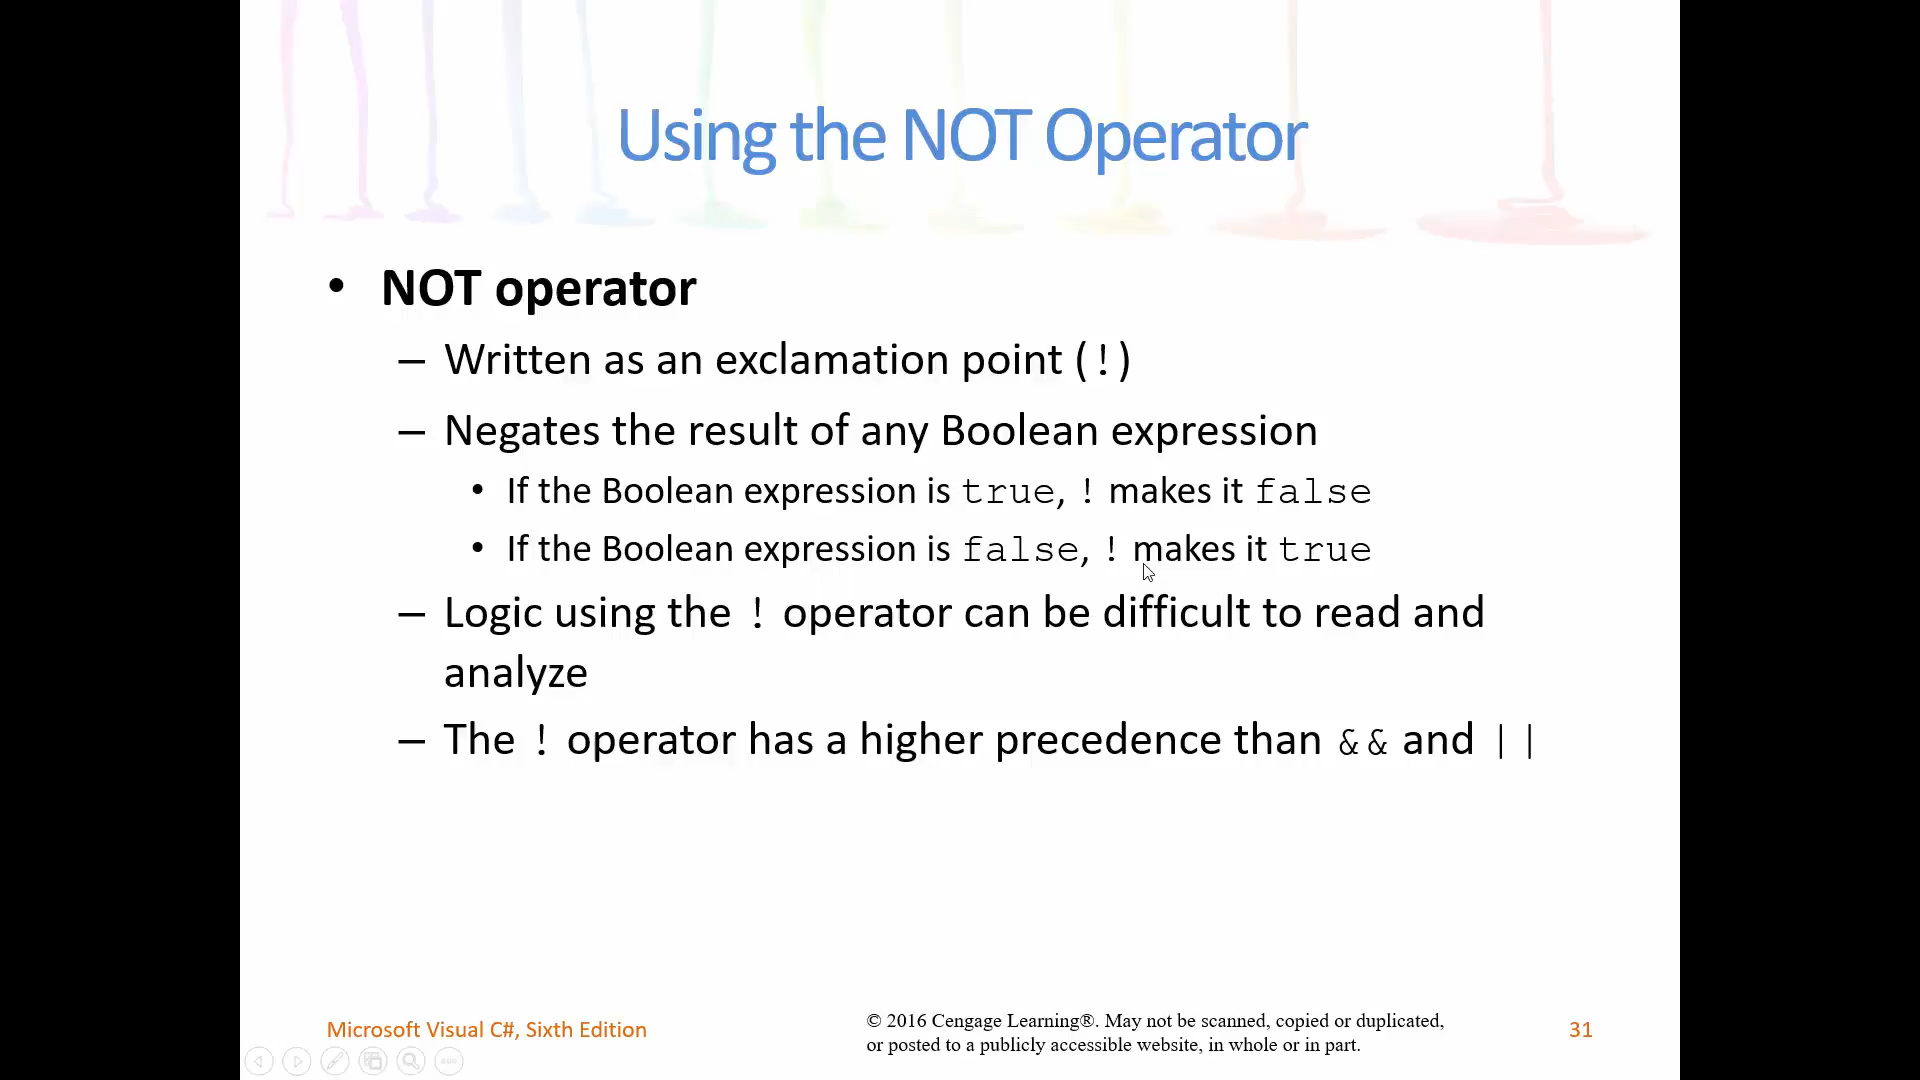 Using the NOT Operator
• NOT operator
– Written as an exclamation point (!)
– Negates the result of any Boolean expression
• If the Boolean expression is true, ! makes it false
• If the Boolean expression is false, ! makes it true
– Logic using the ! operator can be difficult to read and
analyze
– The ! operator has a higher precedence than && and ||
Microsoft Visual C#, Sixth Edition
© 2016 Cengage Learning®. May not be scanned, copied or duplicated,
or posted to a publicly accessible website, in whole or in part.
31